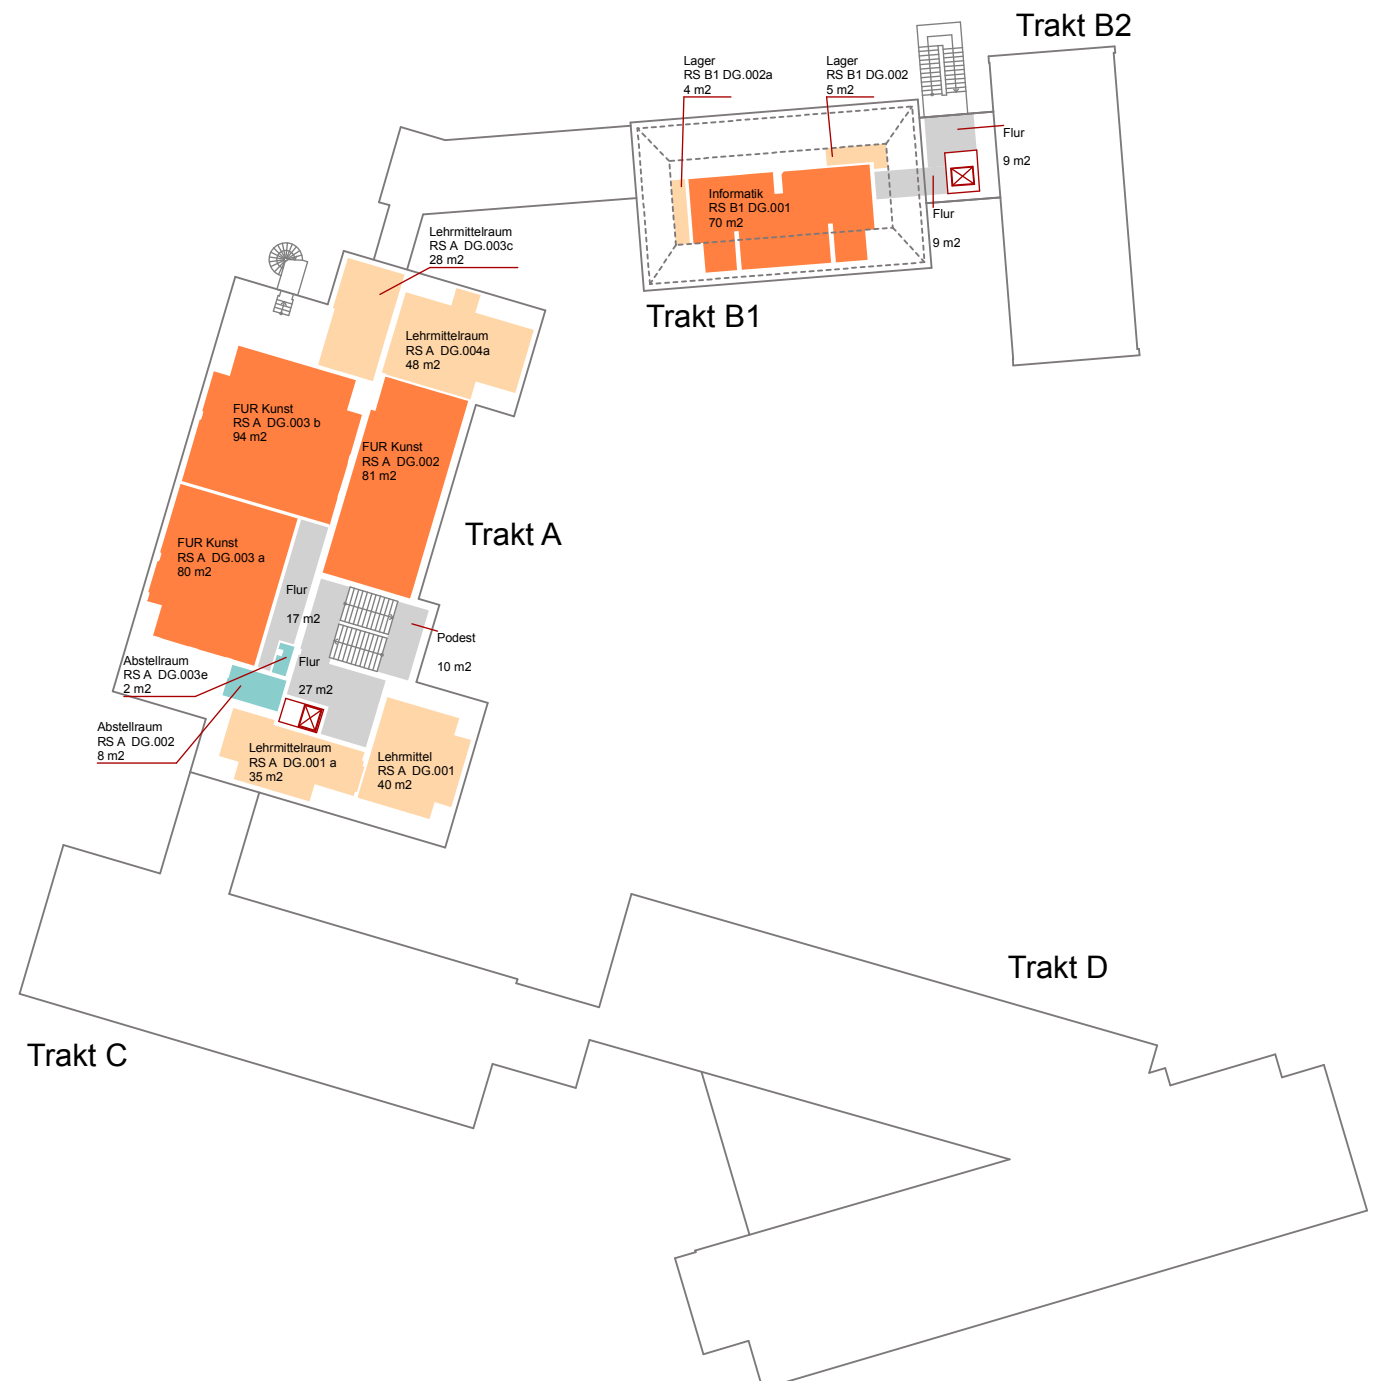 Trakt B2
Lager
RS B1 DG.002a
4 m2
Lager
RS B1 DG.002
5 m2
Flur
9 m2
Informatik
RS B1 DG.001
70 m2
Flur
9 m2
Lehrmittelraum
RS A  DG.003c
28 m2
Trakt B1
Lehrmittelraum
RS A  DG.004a
48 m2
FUR Kunst
RS A  DG.003 b
94 m2
FUR Kunst
RS A  DG.002
81 m2
Trakt A
FUR Kunst
RS A  DG.003 a
80 m2
Flur
17 m2
Podest
10 m2
Abstellraum
RS A  DG.003e
2 m2
Flur
27 m2
Abstellraum
RS A  DG.002
8 m2
Lehrmittelraum
RS A  DG.001 a
35 m2
Lehrmittel
RS A  DG.001
40 m2
Trakt D
Trakt C